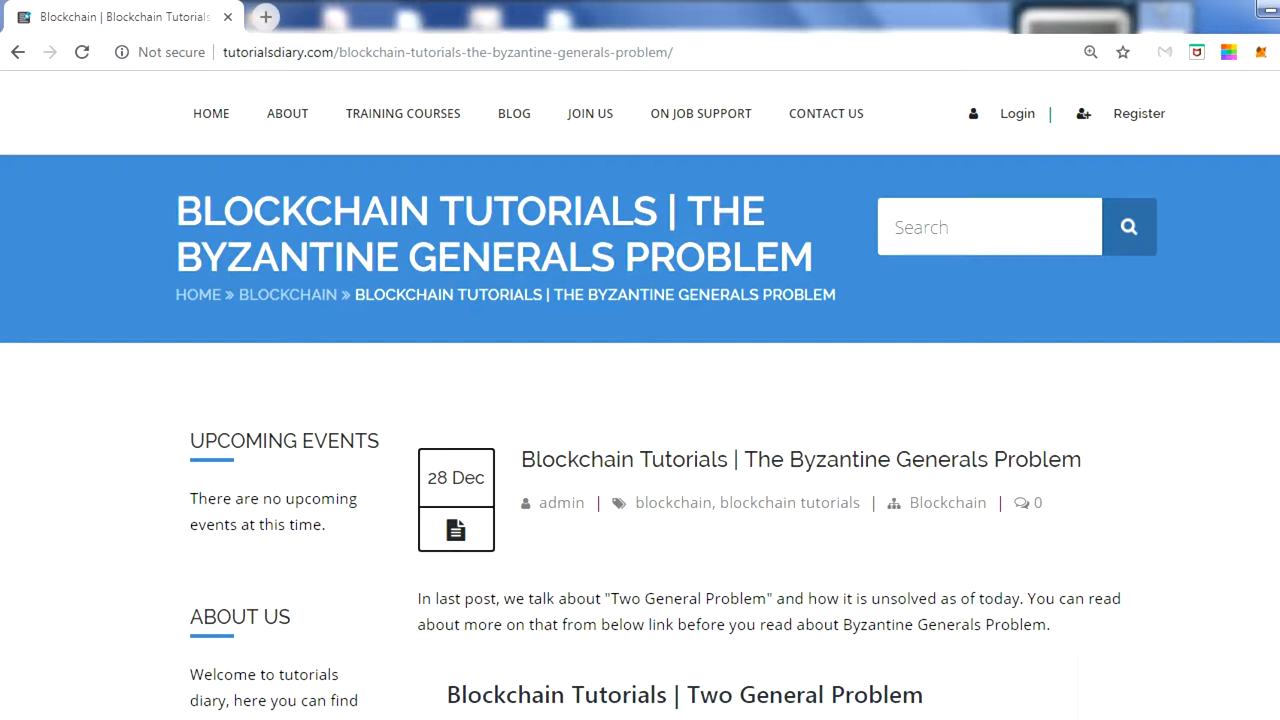 Blockchain | Blockchain Tutorials
Not secure
tutorialsdiary.com/blockchain-tutorials-the-byzantine-generals-problem/
HOME ABOUT TRAINING COURSES BLOG JOIN US ON JOB SUPPORT CONTACT US Login | Register
BLOCKCHAIN TUTORIALS | THE
BYZANTINE GENERALS PROBLEM
Search
HOME » BLOCKCHAIN » BLOCKCHAIN TUTORIALS | THE BYZANTINE GENERALS PROBLEM
UPCOMING EVENTS
There are no upcoming
events at this time.
ABOUT US
Welcome to tutorials
diary, here you can find
28 Dec
Blockchain Tutorials | The Byzantine Generals Problem
admin | blockchain, blockchain tutorials | Blockchain | 0
In last post, we talk about "Two General Problem" and how it is unsolved as of today. You can read
about more on that from below link before you read about Byzantine Generals Problem.
Blockchain Tutorials | Two General Problem